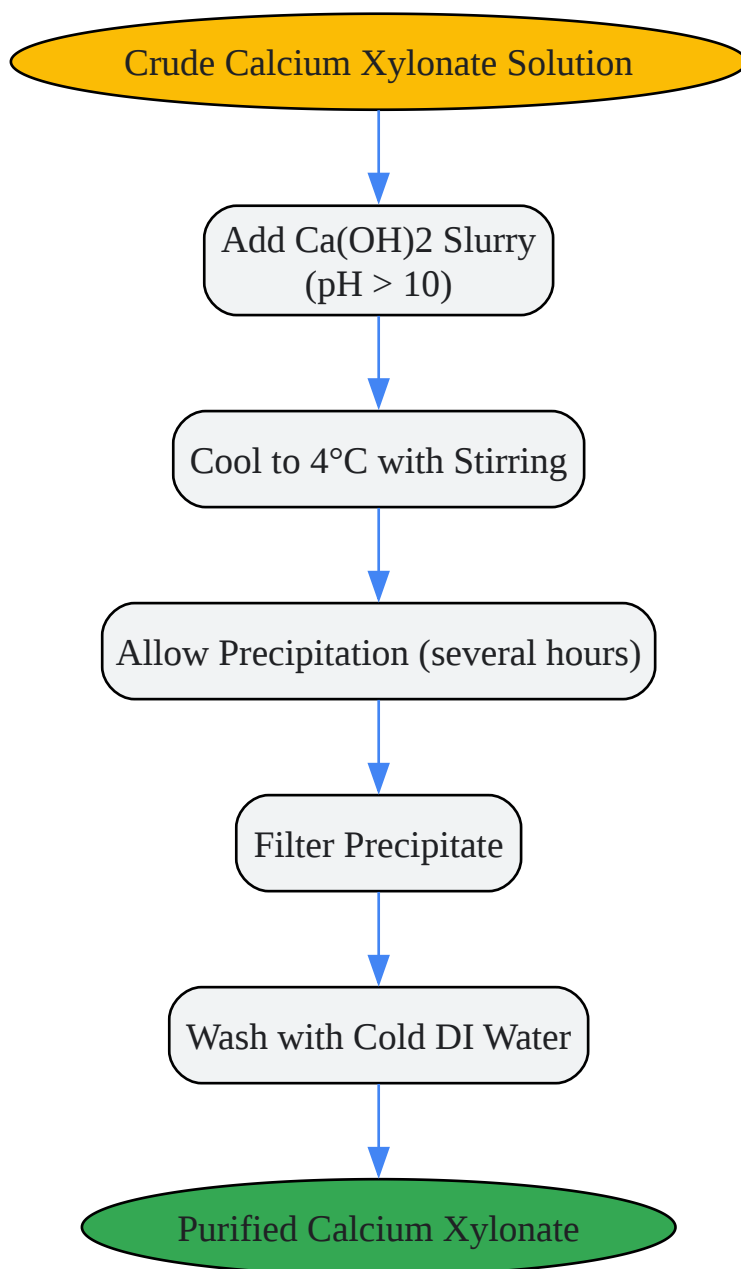 Crude Calcium Xylonate Solution
Add Ca(OH)2 Slurry
(pH > 10)
Cool to 4°C with Stirring
Allow Precipitation (several hours)
Filter Precipitate
Wash with Cold DI Water
Purified Calcium Xylonate